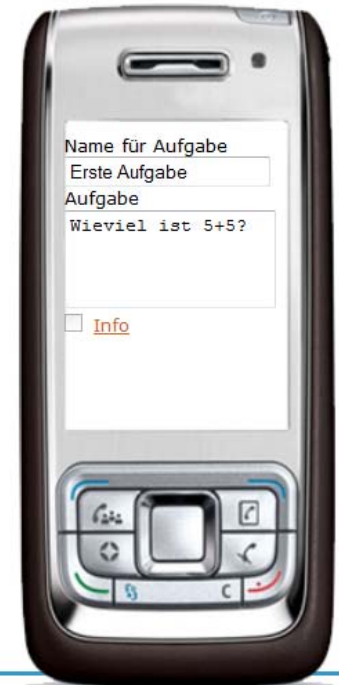 Name für Aufgabe
Erste Aufgabe
Aufgabe
Wieviel ist 5+5?
Info
C